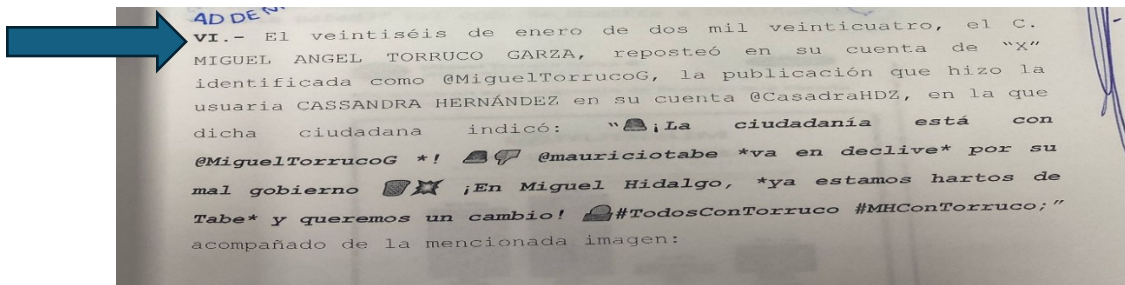 AD DE
VI.- El veintiséis de enero de dos mil veinticuatro, el C.
MIGUEL ANGEL TORRUCO GARZA, reposteó en su cuenta de "X"
identificada como @MiguelTorrucoG, la publicación que hizo la
usuaria CASSANDRA HERNÁNDEZ en su cuenta @CasadraHDZ, en la que
dicha ciudadana indicó: "¡La ciudadanía está con
@MiguelTorrucoG *! @mauriciotabe *va en declive* por su
mal gobierno ¡En Miguel Hidalgo, *ya estamos hartos de
Tabe* y queremos un cambio! #TodosConTorruco #MHConTorruco;"
acompañado de la mencionada imagen: